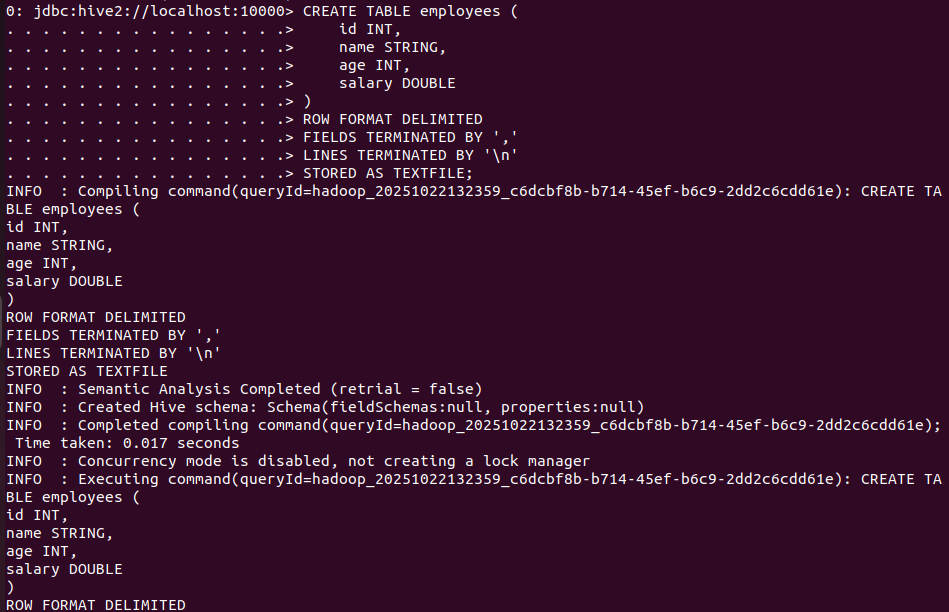 0: jdbc:hive2://localhost:10000> CREATE TABLE employees (
. . . . . . . . . . . . . . . .>     id INT,
. . . . . . . . . . . . . . . .>     name STRING,
. . . . . . . . . . . . . . . .>     age INT,
. . . . . . . . . . . . . . . .>     salary DOUBLE
. . . . . . . . . . . . . . . .> )
. . . . . . . . . . . . . . . .> ROW FORMAT DELIMITED
. . . . . . . . . . . . . . . .> FIELDS TERMINATED BY ','
. . . . . . . . . . . . . . . .> LINES TERMINATED BY '\n'
. . . . . . . . . . . . . . . .> STORED AS TEXTFILE;
INFO  : Compiling command(queryId=hadoop_20251022132359_c6dcbf8b-b714-45ef-b6c9-2dd2c6cdd61e): CREATE TA
BLE employees (
id INT,
name STRING,
age INT,
salary DOUBLE
)
ROW FORMAT DELIMITED
FIELDS TERMINATED BY ','
LINES TERMINATED BY '\n'
STORED AS TEXTFILE
INFO  : Semantic Analysis Completed (retrial = false)
INFO  : Created Hive schema: Schema(fieldSchemas:null, properties:null)
INFO  : Completed compiling command(queryId=hadoop_20251022132359_c6dcbf8b-b714-45ef-b6c9-2dd2c6cdd61e);
 Time taken: 0.017 seconds
INFO  : Concurrency mode is disabled, not creating a lock manager
INFO  : Executing command(queryId=hadoop_20251022132359_c6dcbf8b-b714-45ef-b6c9-2dd2c6cdd61e): CREATE TA
BLE employees (
id INT,
name STRING,
age INT,
salary DOUBLE
)
ROW FORMAT DELIMITED